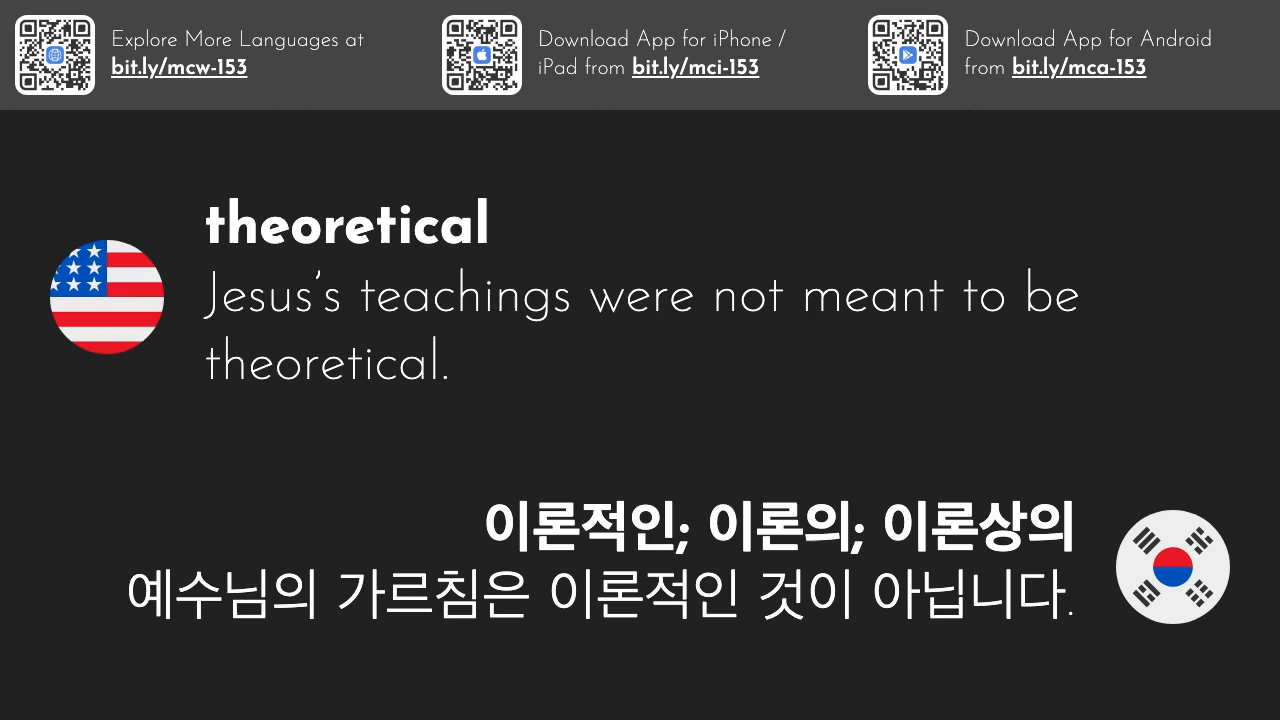 Explore More Languages at
bit.ly/mcw-153
Download App for iPhone /
iPad from bit.ly/mci-153
Download App for Android
from bit.ly/mca-153
theoretical
Jesus’s teachings were not meant to be
theoretical.
이론적인; 이론의; 이론상의
예수님의 가르침은 이론적인 것이 아닙니다.